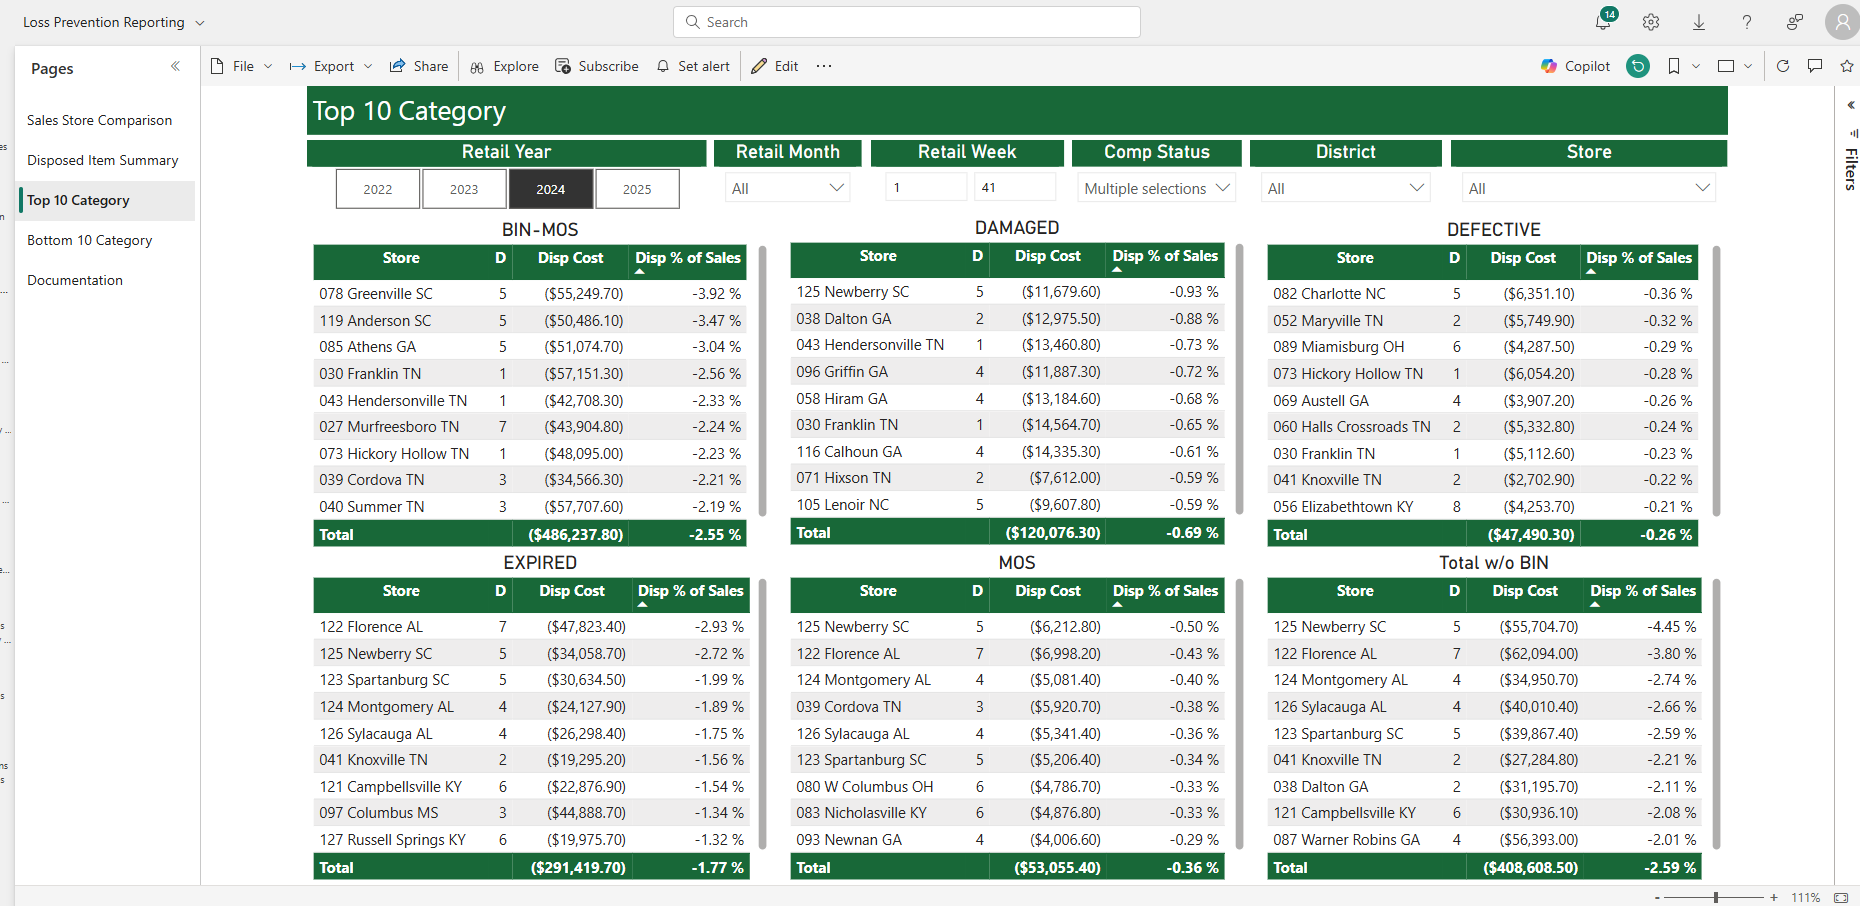 Loss Prevention Reporting
Search
14
Pages
File Export Share Explore Subscribe Set alert Edit
Copilot
Sales Store Comparison
Disposed Item Summary
Top 10 Category
Bottom 10 Category
Documentation
Filters
Top 10 Category
Retail Year Retail Month Retail Week Comp Status District Store
2022 2023 2024 2025 All 1 41 Multiple selections All All
BIN-MOS
Store D Disp Cost Disp % of Sales
078 Greenville SC 5 ($55,249.70) -3.92 %
119 Anderson SC 5 ($50,486.10) -3.47 %
085 Athens GA 5 ($51,074.70) -3.04 %
030 Franklin TN 1 ($57,151.30) -2.56 %
043 Hendersonville TN 1 ($42,708.30) -2.33 %
027 Murfreesboro TN 7 ($43,904.80) -2.24 %
073 Hickory Hollow TN 1 ($48,095.00) -2.23 %
039 Cordova TN 3 ($34,566.30) -2.21 %
040 Summer TN 3 ($57,707.60) -2.19 %
Total ($486,237.80) -2.55 %
DAMAGED
Store D Disp Cost Disp % of Sales
125 Newberry SC 5 ($11,679.60) -0.93 %
038 Dalton GA 2 ($12,975.50) -0.88 %
043 Hendersonville TN 1 ($13,460.80) -0.73 %
096 Griffin GA 4 ($11,887.30) -0.72 %
058 Hiram GA 4 ($13,184.60) -0.68 %
030 Franklin TN 1 ($14,564.70) -0.65 %
116 Calhoun GA 4 ($14,335.30) -0.61 %
071 Hixson TN 2 ($7,612.00) -0.59 %
105 Lenoir NC 5 ($9,607.80) -0.59 %
Total ($120,076.30) -0.69 %
DEFECTIVE
Store D Disp Cost Disp % of Sales
082 Charlotte NC 5 ($6,351.10) -0.36 %
052 Maryville TN 2 ($5,749.90) -0.32 %
089 Miamisburg OH 6 ($4,287.50) -0.29 %
073 Hickory Hollow TN 1 ($6,054.20) -0.28 %
069 Austell GA 4 ($3,907.20) -0.26 %
060 Halls Crossroads TN 2 ($5,332.80) -0.24 %
030 Franklin TN 1 ($5,112.60) -0.23 %
041 Knoxville TN 2 ($2,702.90) -0.22 %
056 Elizabethtown KY 8 ($4,253.70) -0.21 %
Total ($47,490.30) -0.26 %
EXPIRED
Store D Disp Cost Disp % of Sales
122 Florence AL 7 ($47,823.40) -2.93 %
125 Newberry SC 5 ($34,058.70) -2.72 %
123 Spartanburg SC 5 ($30,634.50) -1.99 %
124 Montgomery AL 4 ($24,127.90) -1.89 %
126 Sylacauga AL 4 ($26,298.40) -1.75 %
041 Knoxville TN 2 ($19,295.20) -1.56 %
121 Campbellsville KY 6 ($22,876.90) -1.54 %
097 Columbus MS 3 ($44,888.70) -1.34 %
127 Russell Springs KY 6 ($19,975.70) -1.32 %
Total ($291,419.70) -1.77 %
MOS
Store D Disp Cost Disp % of Sales
125 Newberry SC 5 ($6,212.80) -0.50 %
122 Florence AL 7 ($6,998.20) -0.43 %
124 Montgomery AL 4 ($5,081.40) -0.40 %
039 Cordova TN 3 ($5,920.70) -0.38 %
126 Sylacauga AL 4 ($5,341.40) -0.36 %
123 Spartanburg SC 5 ($5,206.40) -0.34 %
080 W Columbus OH 6 ($4,786.70) -0.33 %
083 Nicholasville KY 6 ($4,876.80) -0.33 %
093 Newnan GA 4 ($4,006.60) -0.29 %
Total ($53,055.40) -0.36 %
Total w/o BIN
Store D Disp Cost Disp % of Sales
125 Newberry SC 5 ($55,704.70) -4.45 %
122 Florence AL 7 ($62,094.00) -3.80 %
124 Montgomery AL 4 ($34,950.70) -2.74 %
126 Sylacauga AL 4 ($40,010.40) -2.66 %
123 Spartanburg SC 5 ($39,867.40) -2.59 %
041 Knoxville TN 2 ($27,284.80) -2.21 %
038 Dalton GA 2 ($31,195.70) -2.11 %
121 Campbellsville KY 6 ($30,936.10) -2.08 %
087 Warner Robins GA 4 ($56,393.00) -2.01 %
Total ($408,608.50) -2.59 %
- + 111%